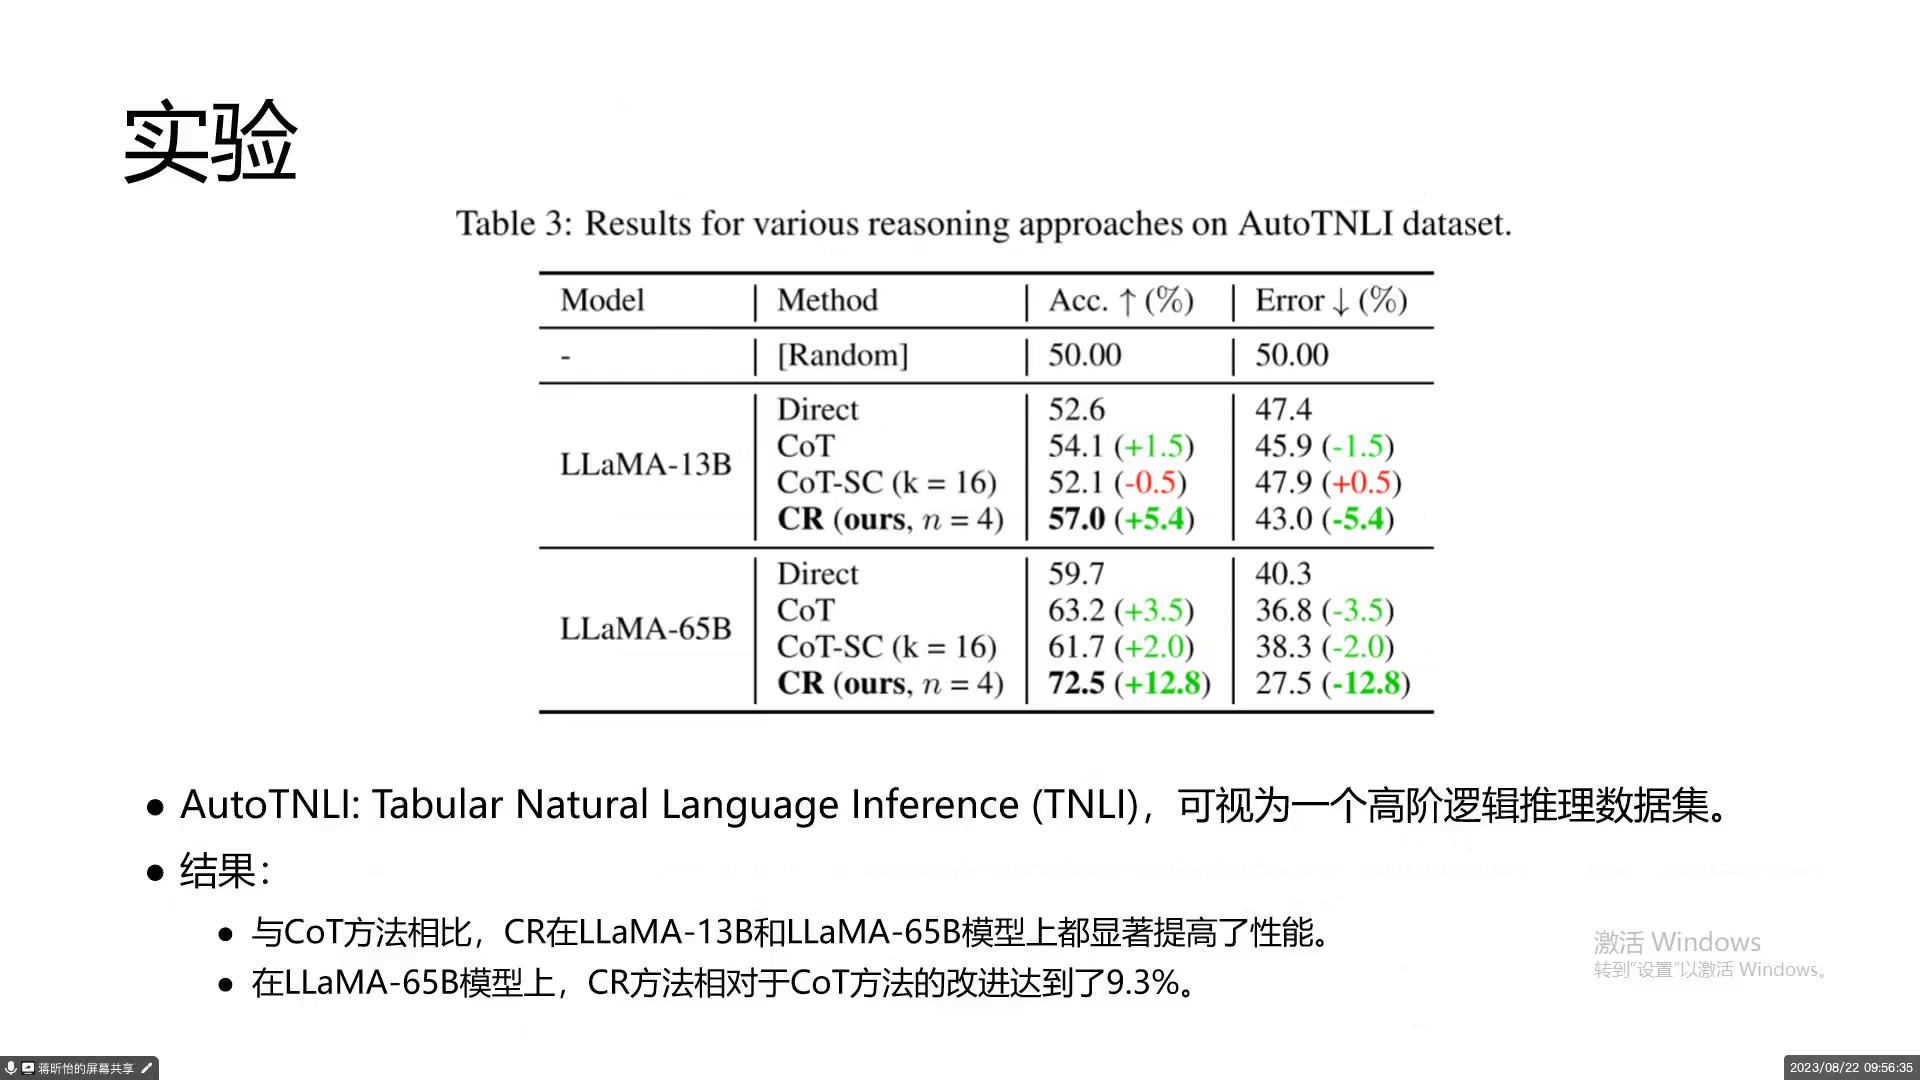 实验
Table 3: Results for various reasoning approaches on AutoTNLI dataset.
Model | Method | Acc. ↑ (%) | Error ↓ (%)
- | [Random] | 50.00 | 50.00
LLaMA-13B
Direct | 52.6 | 47.4
CoT | 54.1 (+1.5) | 45.9 (-1.5)
CoT-SC (k = 16) | 52.1 (-0.5) | 47.9 (+0.5)
CR (ours, n = 4) | 57.0 (+5.4) | 43.0 (-5.4)
LLaMA-65B
Direct | 59.7 | 40.3
CoT | 63.2 (+3.5) | 36.8 (-3.5)
CoT-SC (k = 16) | 61.7 (+2.0) | 38.3 (-2.0)
CR (ours, n = 4) | 72.5 (+12.8) | 27.5 (-12.8)
● AutoTNLI: Tabular Natural Language Inference (TNLI)，可视为一个高阶逻辑推理数据集。
● 结果：
● 与CoT方法相比，CR在LLaMA-13B和LLaMA-65B模型上都显著提高了性能。
● 在LLaMA-65B模型上，CR方法相对于CoT方法的改进达到了9.3%。
激活 Windows
转到“设置”以激活 Windows。
蒋昕怡的屏幕共享
2023/08/22 09:56:35